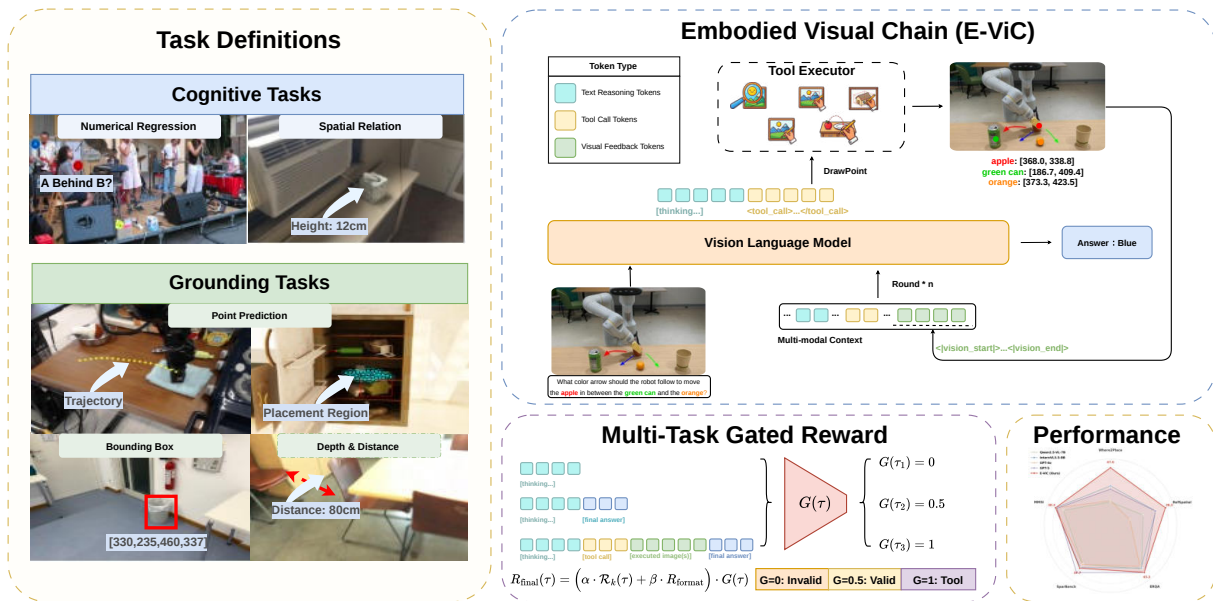 Task Definitions
Cognitive Tasks
Numerical Regression
Spatial Relation
A Behind B?
Height: 12cm
Grounding Tasks
Point Prediction
Trajectory
Placement Region
Bounding Box
Depth & Distance
Distance: 80cm
[330,235,460,337]
Embodied Visual Chain (E-ViC)
Token Type
Text Reasoning Tokens
Tool Call Tokens
Visual Feedback Tokens
Tool Executor
DrawPoint
apple: [368.0, 338.8]
green can: [186.7, 409.4]
orange: [373.3, 423.5]
[thinking...]
<tool_call>...</tool_call>
Vision Language Model
Answer：Blue
Round * n
... ... ...
Multi-modal Context
<|vision_start|>...<|vision_end|>
What color arrow should the robot follow to move
the apple in between the green can and the orange?
Multi-Task Gated Reward
[thinking...]
[thinking...]
[final answer]
[thinking...]
[tool call]
[executed image(s)]
[final answer]
G(τ)
G(τ₁) = 0
G(τ₂) = 0.5
G(τ₃) = 1
R_final(τ) = (α · R_k(τ) + β · R_format) · G(τ)
G=0: Invalid
G=0.5: Valid
G=1: Tool
Performance
Where2Place
RefSpatial
ERQA